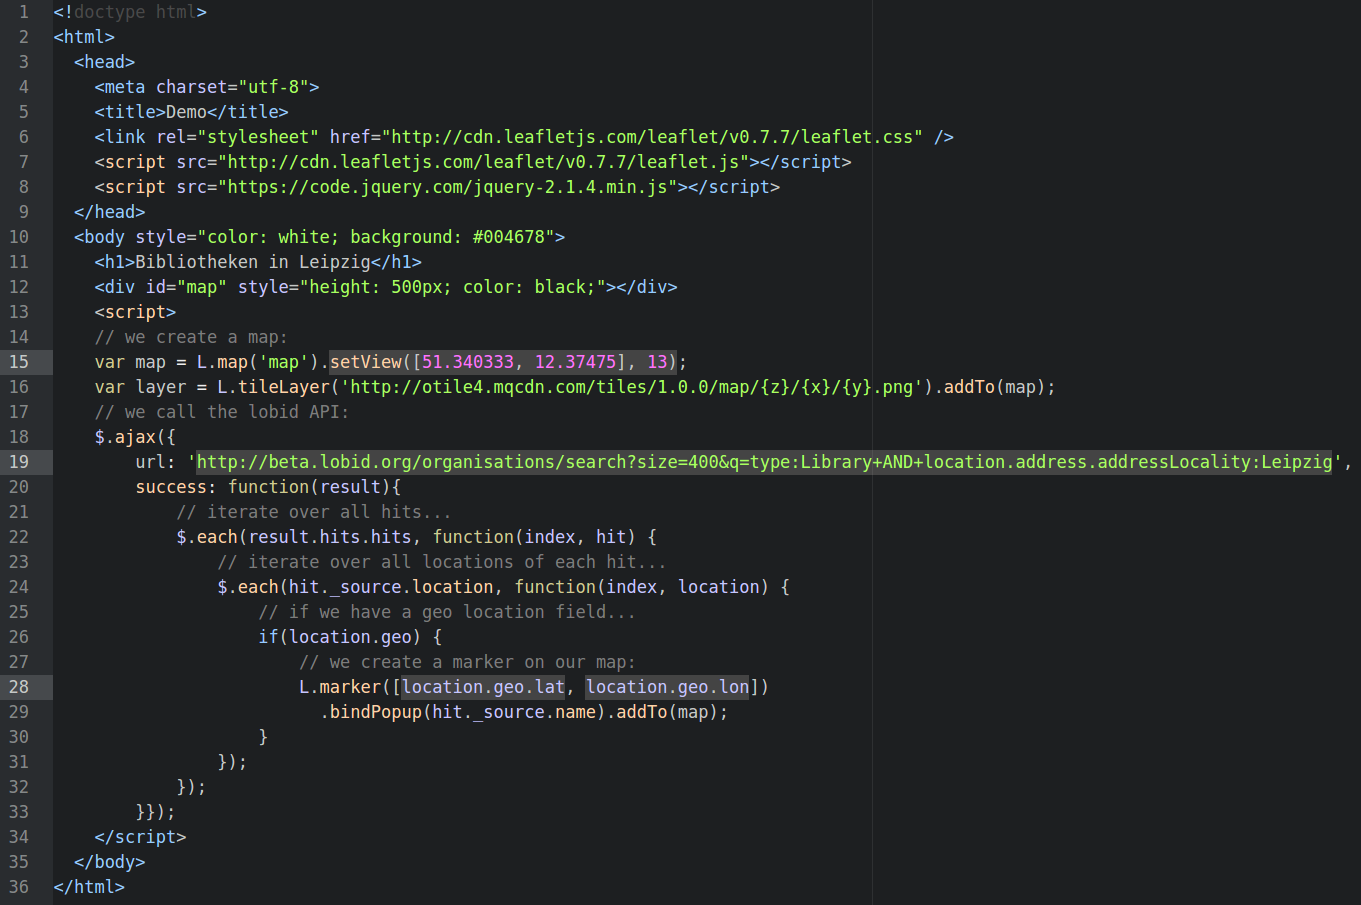 1 <!doctype html>
2 <html>
3   <head>
4     <meta charset="utf-8">
5     <title>Demo</title>
6     <link rel="stylesheet" href="http://cdn.leafletjs.com/leaflet/v0.7.7/leaflet.css" />
7     <script src="http://cdn.leafletjs.com/leaflet/v0.7.7/leaflet.js"></script>
8     <script src="https://code.jquery.com/jquery-2.1.4.min.js"></script>
9   </head>
10   <body style="color: white; background: #004678">
11     <h1>Bibliotheken in Leipzig</h1>
12     <div id="map" style="height: 500px; color: black;"></div>
13     <script>
14     // we create a map:
15     var map = L.map('map').setView([51.340333, 12.37475], 13);
16     var layer = L.tileLayer('http://otile4.mqcdn.com/tiles/1.0.0/map/{z}/{x}/{y}.png').addTo(map);
17     // we call the lobid API:
18     $.ajax({
19         url: 'http://beta.lobid.org/organisations/search?size=400&q=type:Library+AND+location.address.addressLocality:Leipzig',
20         success: function(result){
21             // iterate over all hits...
22             $.each(result.hits.hits, function(index, hit) {
23                 // iterate over all locations of each hit...
24                 $.each(hit._source.location, function(index, location) {
25                     // if we have a geo location field...
26                     if(location.geo) {
27                         // we create a marker on our map:
28                         L.marker([location.geo.lat, location.geo.lon])
29                           .bindPopup(hit._source.name).addTo(map);
30                     }
31                 });
32             });
33         }});
34     </script>
35   </body>
36 </html>